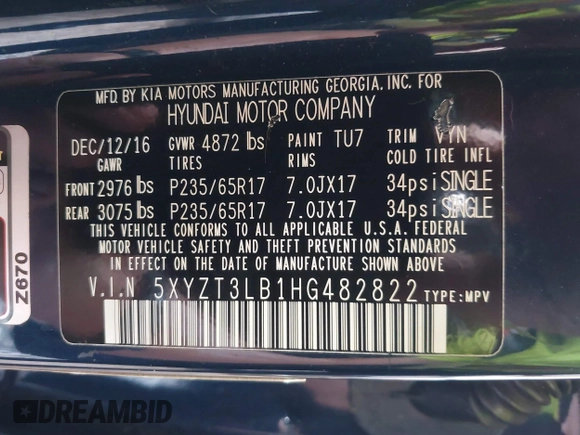 MFD. BY KIA MOTORS MANUFACTURING GEORGIA, INC. FOR
HYUNDAI MOTOR COMPANY
DEC/12/16 GVWR 4872 lbs PAINT TU7 TRIM VYN
GAWR TIRES RIMS COLD TIRE INFL
FRONT 2976 lbs P235/65R17 7.0JX17 34psi SINGLE
REAR 3075 lbs P235/65R17 7.0JX17 34psi SINGLE
THIS VEHICLE CONFORMS TO ALL APPLICABLE U.S.A. FEDERAL
MOTOR VEHICLE SAFETY AND THEFT PREVENTION STANDARDS
IN EFFECT ON THE DATE OF MANUFACTURE SHOWN ABOVE
V.I.N 5XYZT3LB1HG482822 TYPE: MPV
Z670
DREAMBID